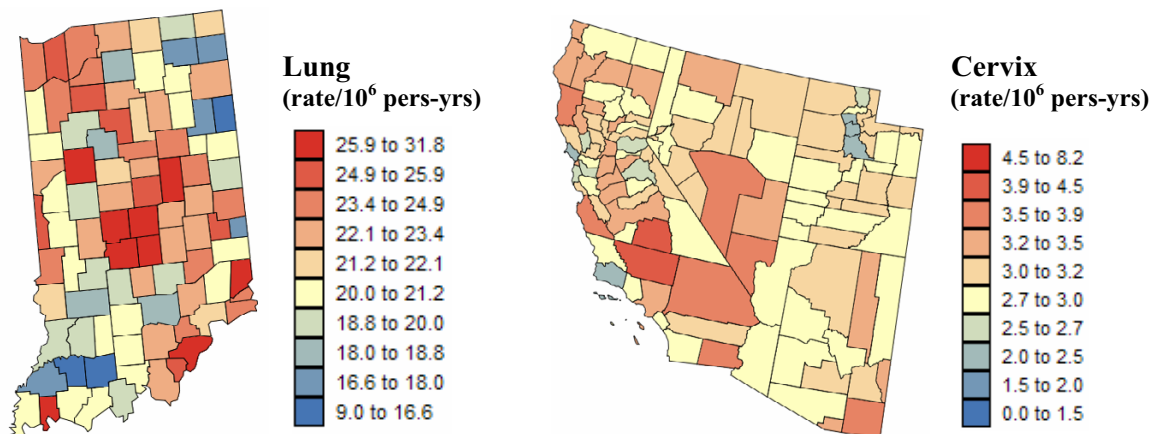 Lung
(rate/10⁶ pers-yrs)
25.9 to 31.8
24.9 to 25.9
23.4 to 24.9
22.1 to 23.4
21.2 to 22.1
20.0 to 21.2
18.8 to 20.0
18.0 to 18.8
16.6 to 18.0
9.0 to 16.6
Cervix
(rate/10⁶ pers-yrs)
4.5 to 8.2
3.9 to 4.5
3.5 to 3.9
3.2 to 3.5
3.0 to 3.2
2.7 to 3.0
2.5 to 2.7
2.0 to 2.5
1.5 to 2.0
0.0 to 1.5